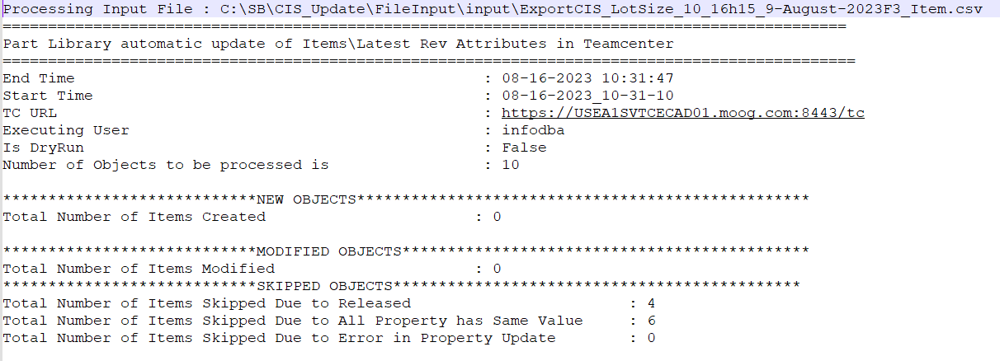 Processing Input File : C:\SB\CIS_Update\FileInput\input\ExportCIS_LotSize_10_16h15_9-August-2023F3_Item.csv
=============================================================================================
Part Library automatic update of Items\Latest Rev Attributes in Teamcenter
==============================================================================================
End Time : 08-16-2023 10:31:47
Start Time : 08-16-2023_10-31-10
TC URL : https://USEA1SVTCECAD01.moog.com:8443/tc
Executing User : infodba
Is DryRun : False
Number of Objects to be processed is : 10
****************************NEW OBJECTS**************************************************
Total Number of Items Created : 0
****************************MODIFIED OBJECTS*********************************************
Total Number of Items Modified : 0
****************************SKIPPED OBJECTS*********************************************
Total Number of Items Skipped Due to Released : 4
Total Number of Items Skipped Due to All Property has Same Value : 6
Total Number of Items Skipped Due to Error in Property Update : 0